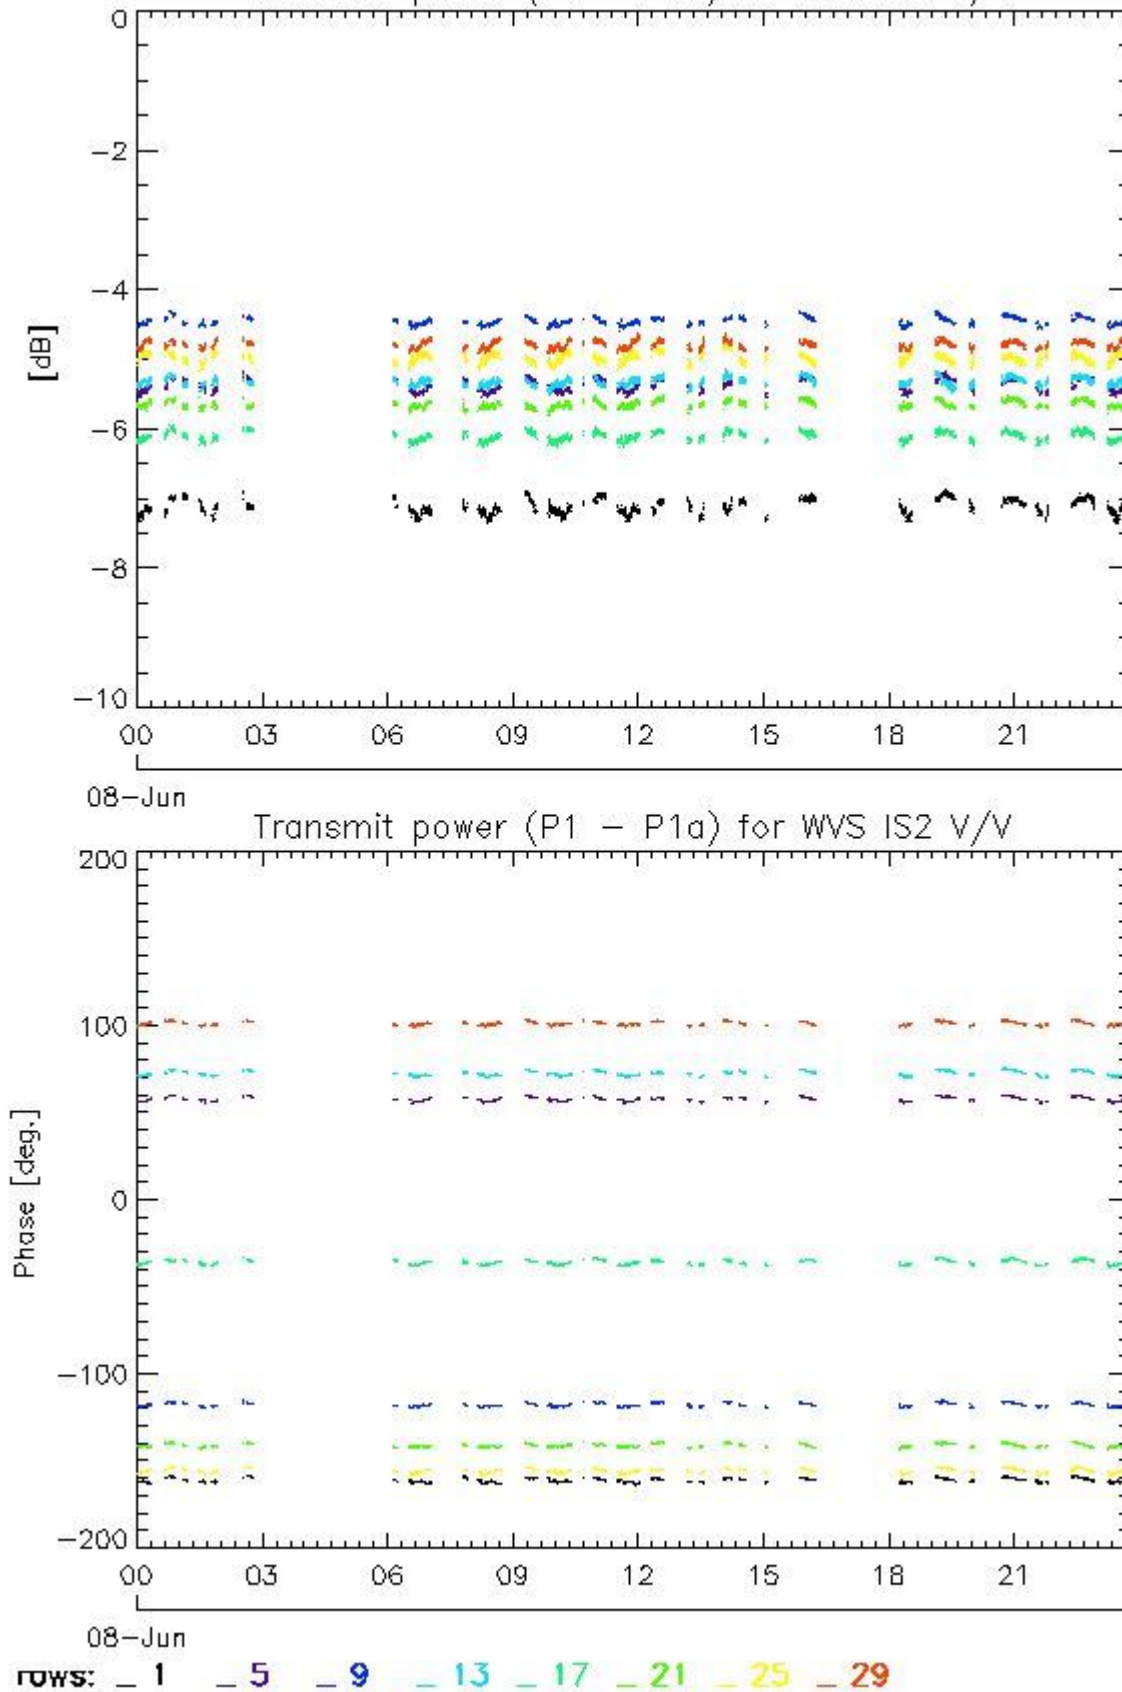 0
-2
-4
[dB]
-6
-8
-10
00 03 06 09 12 15 18 21
08-Jun
Transmit power (P1 - P1a) for WVS IS2 V/V
200
100
Phase [deg.]
0
-100
-200
00 03 06 09 12 15 18 21
08-Jun
rows: _ 1 _ 5 _ 9 _ 13 _ 17 _ 21 _ 25 _ 29